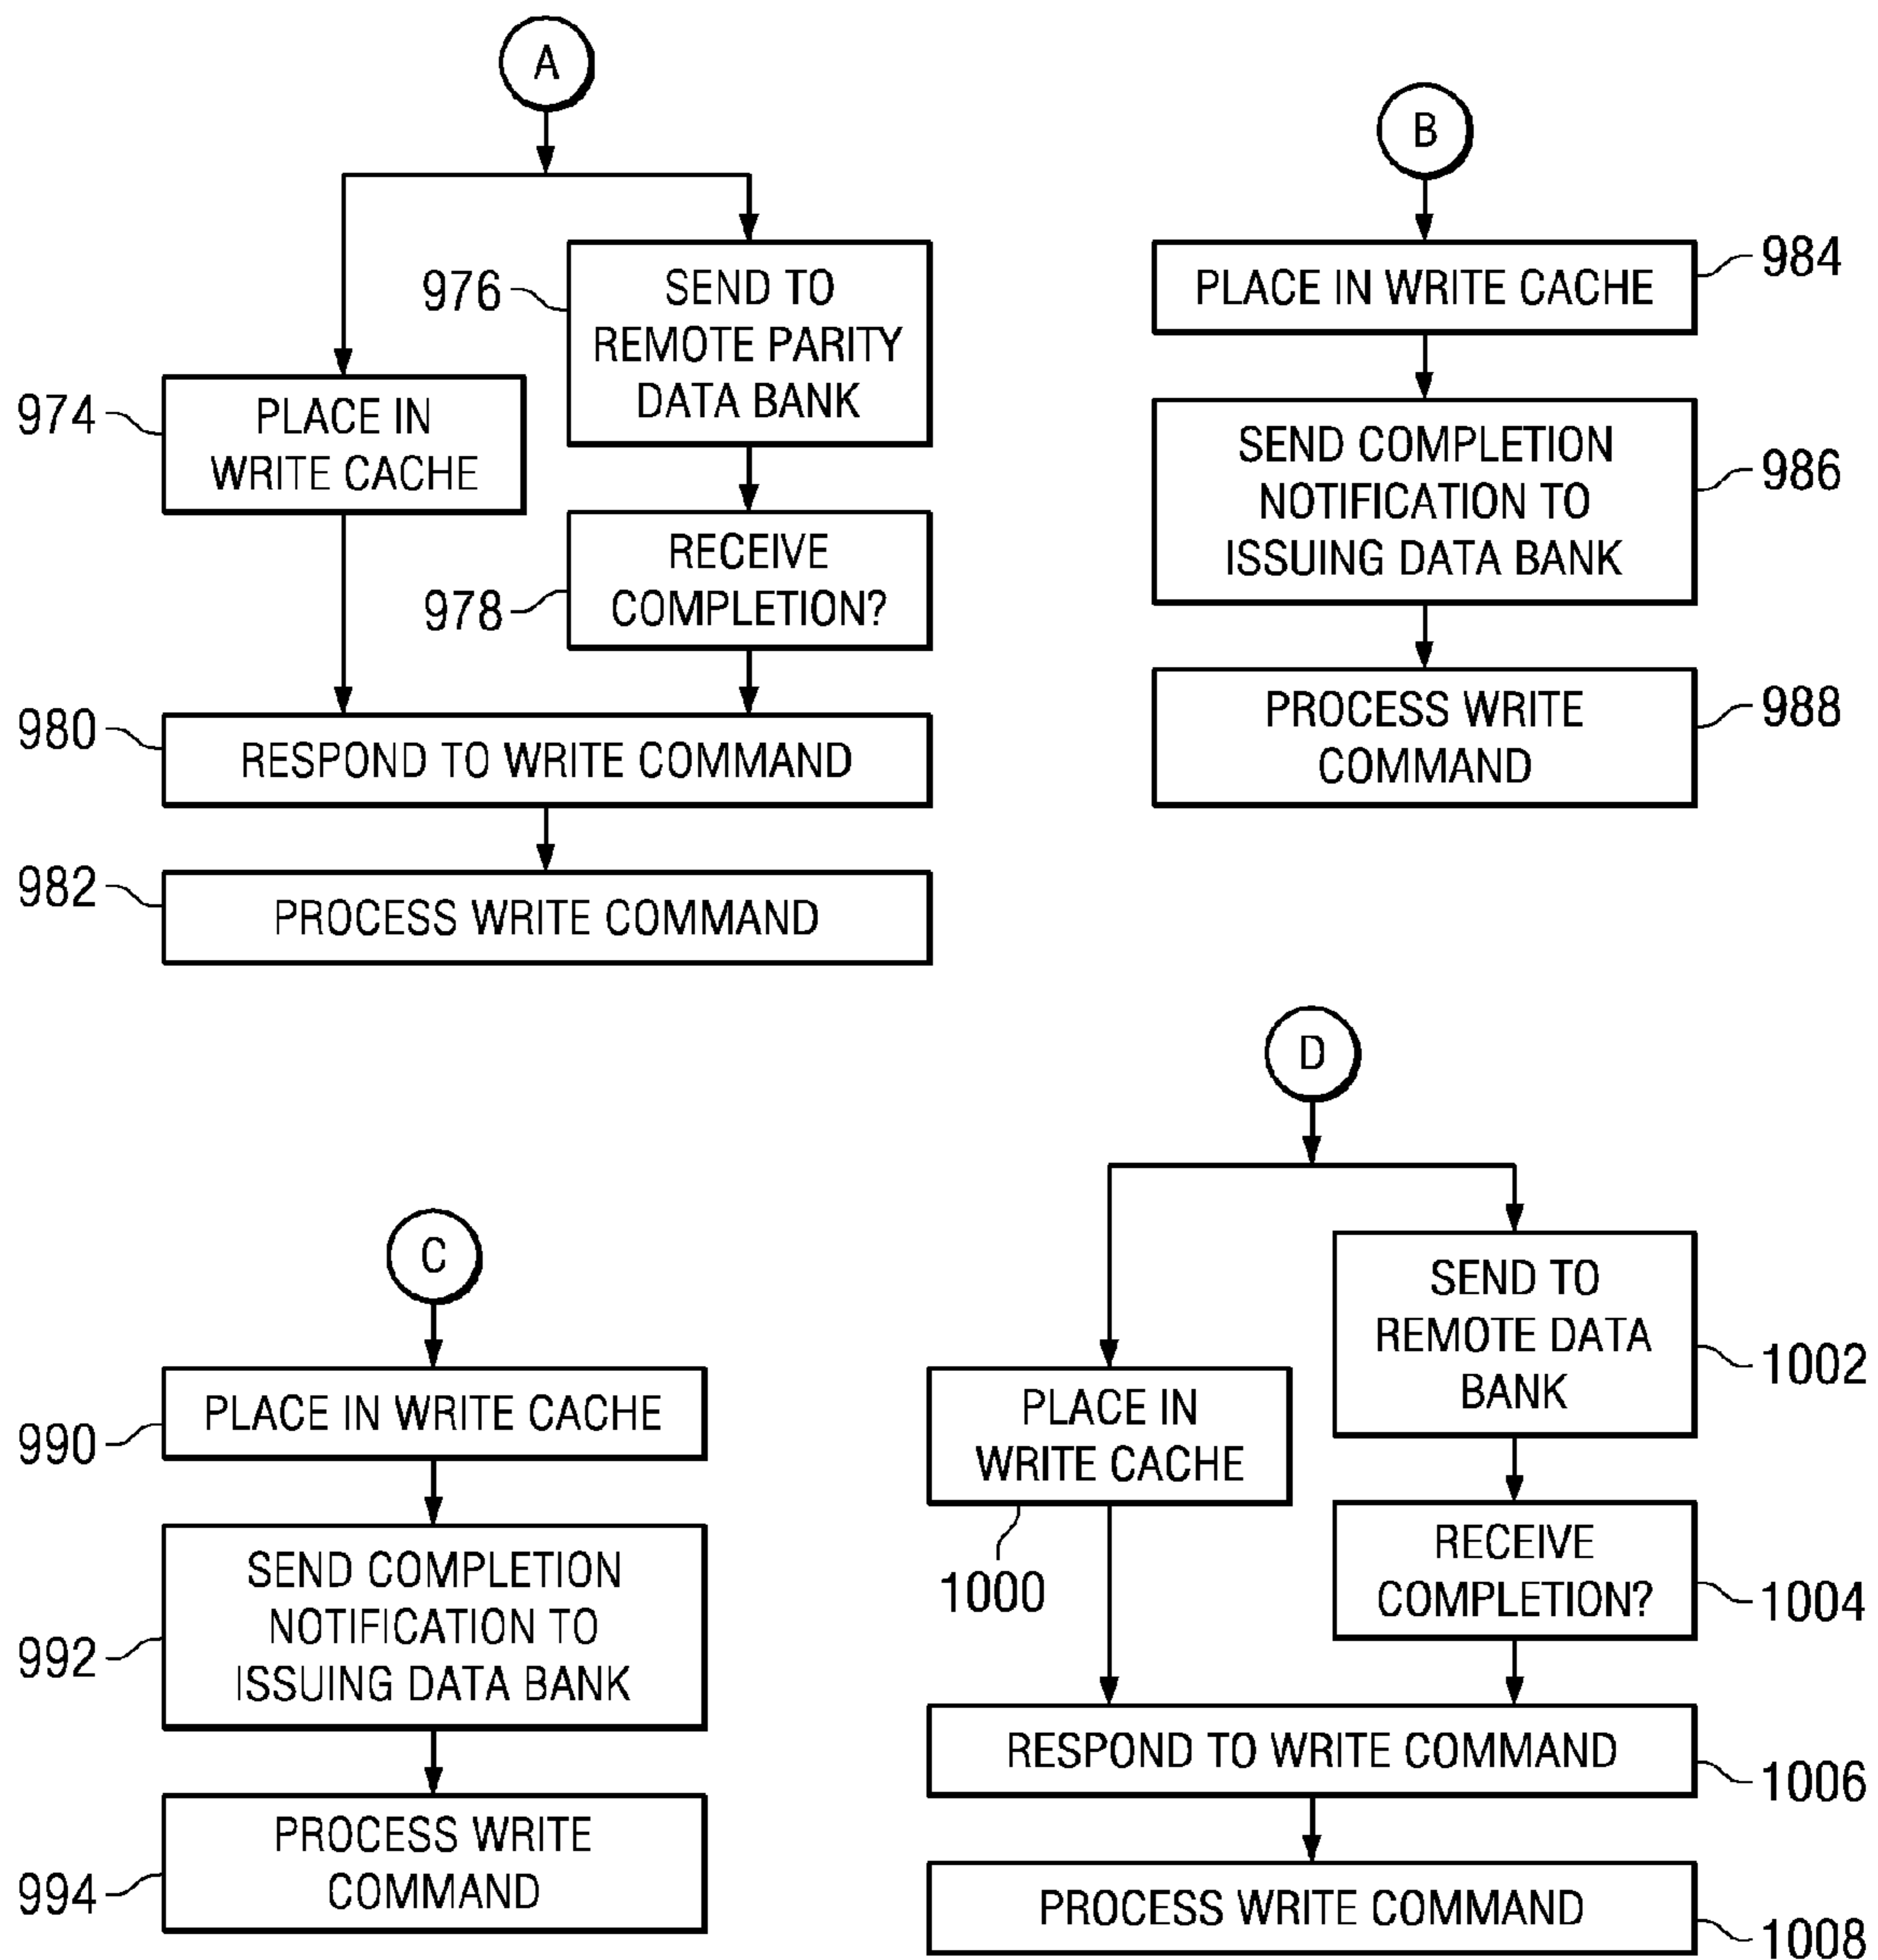 A
976
SEND TO
REMOTE PARITY
DATA BANK
974
PLACE IN
WRITE CACHE
978
RECEIVE
COMPLETION?
980
RESPOND TO WRITE COMMAND
982
PROCESS WRITE COMMAND
B
PLACE IN WRITE CACHE
984
SEND COMPLETION
NOTIFICATION TO
ISSUING DATA BANK
986
PROCESS WRITE
COMMAND
988
C
PLACE IN WRITE CACHE
990
SEND COMPLETION
NOTIFICATION TO
ISSUING DATA BANK
992
PROCESS WRITE
COMMAND
994
D
SEND TO
REMOTE DATA
BANK
1002
PLACE IN
WRITE CACHE
1000
RECEIVE
COMPLETION?
1004
RESPOND TO WRITE COMMAND
1006
PROCESS WRITE COMMAND
1008